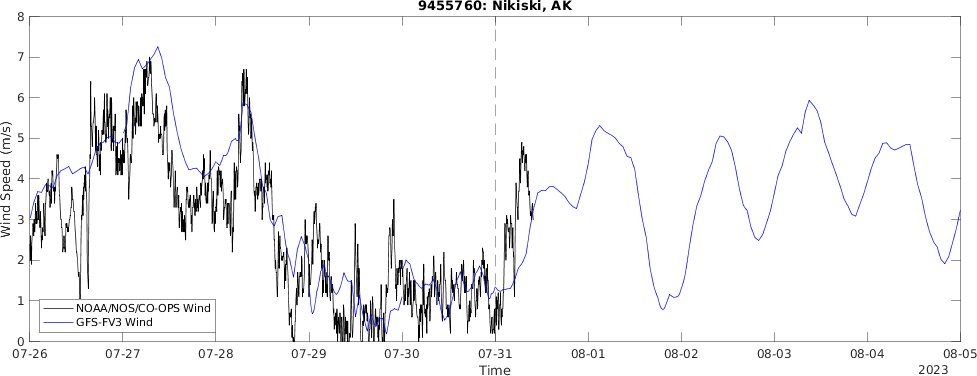 9455760: Nikiski, AK
8
7
6
5
4
3
2
1
0
Wind Speed (m/s)
NOAA/NOS/CO-OPS Wind
GFS-FV3 Wind
07-26 07-27 07-28 07-29 07-30 07-31 08-01 08-02 08-03 08-04 08-05
Time
2023